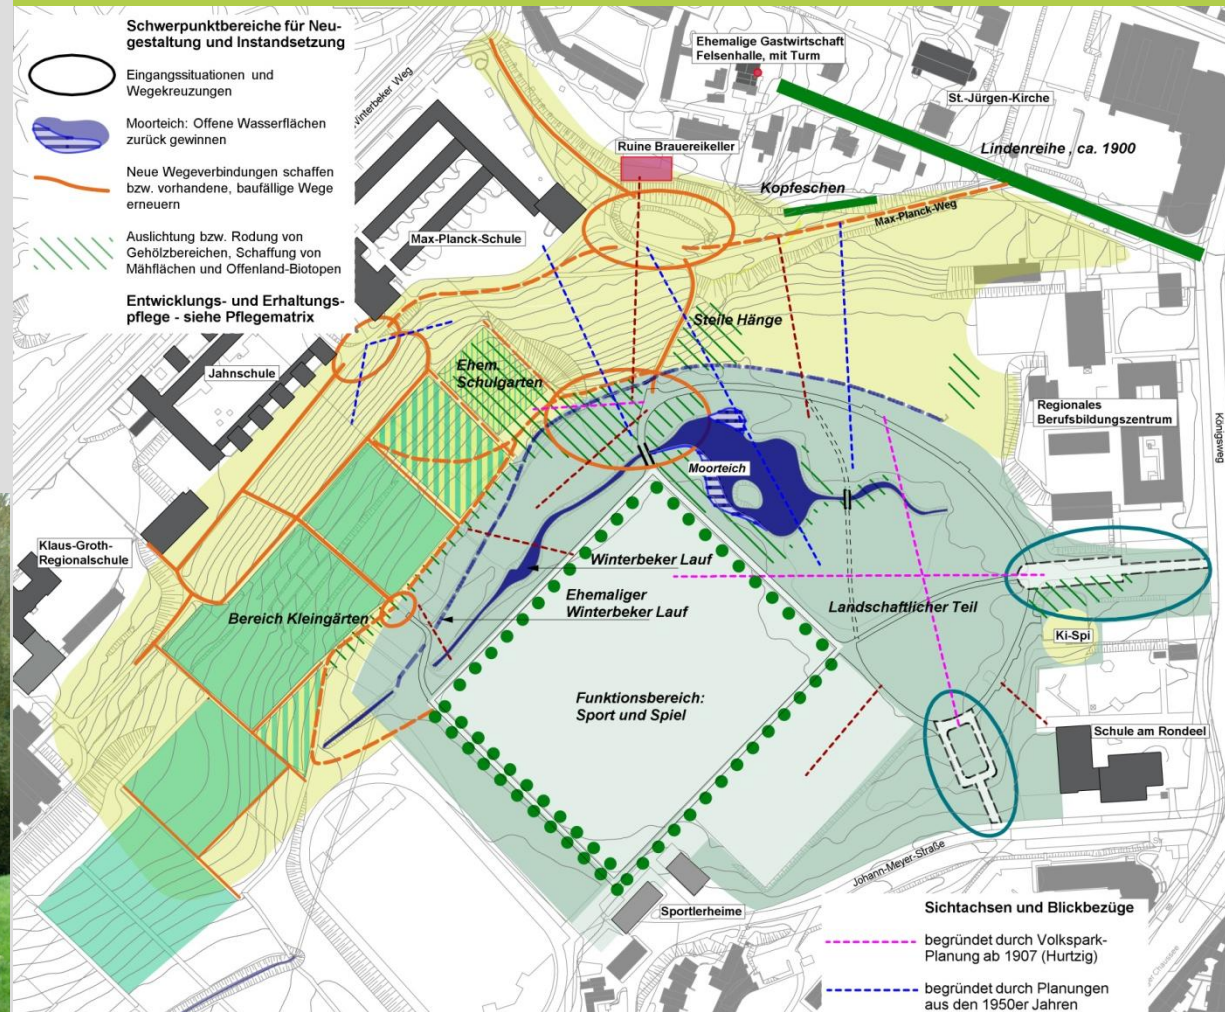 Schwerpunktbereiche für Neu-
gestaltung und Instandsetzung
Eingangssituationen und
Wegekreuzungen
Moorteich: Offene Wasserflächen
zurück gewinnen
Neue Wegeverbindungen schaffen
bzw. vorhandene, baufällige Wege
erneuern
Auslichtung bzw. Rodung von
Gehölzbereichen, Schaffung von
Mähflächen und Offenland-Biotopen
Entwicklungs- und Erhaltungs-
pflege - siehe Pflegematrix
Winterbeker Weg
Ehemalige Gastwirtschaft
Felsenhalle, mit Turm
St.-Jürgen-Kirche
Lindenreihe , ca. 1900
Ruine Brauereikeller
Kopfeschen
Max-Planck-Weg
Max-Planck-Schule
Steile Hänge
Ehem.
Schulgarten
Jahnschule
Regionales
Berufsbildungszentrum
Königsweg
Moorteich
Klaus-Groth-
Regionalschule
Winterbeker Lauf
Ehemaliger
Winterbeker Lauf
Bereich Kleingärten
Landschaftlicher Teil
Ki-Spi
Funktionsbereich:
Sport und Spiel
Schule am Rondeel
Johann-Meyer-Straße
Sportlerheime
Sichtachsen und Blickbezüge
begründet durch Volkspark-
Planung ab 1907 (Hurtzig)
begründet durch Planungen
aus den 1950er Jahren